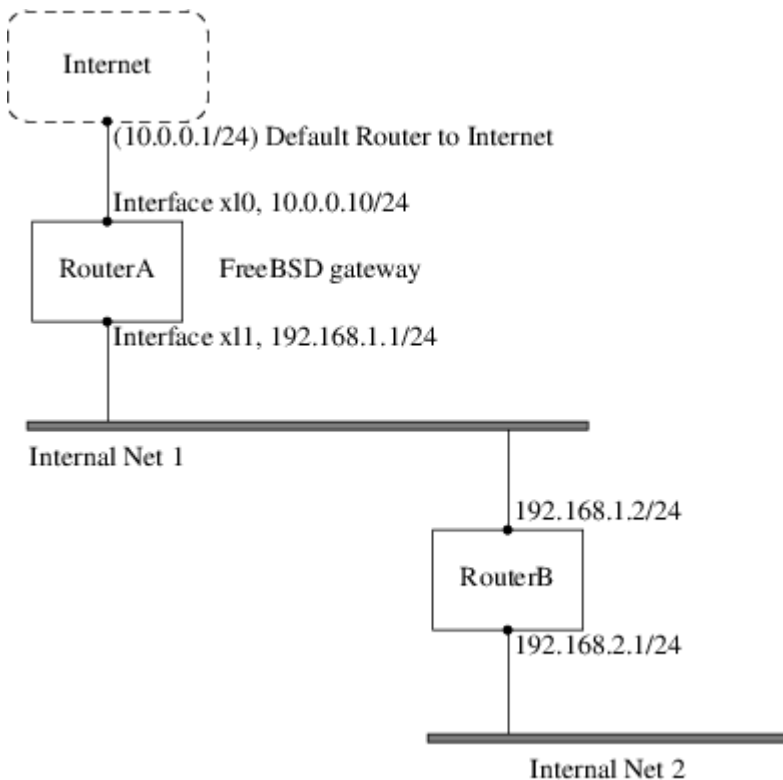 Internet
(10.0.0.1/24) Default Router to Internet
Interface xl0, 10.0.0.10/24
RouterA
FreeBSD gateway
Interface xl1, 192.168.1.1/24
Internal Net 1
192.168.1.2/24
RouterB
192.168.2.1/24
Internal Net 2